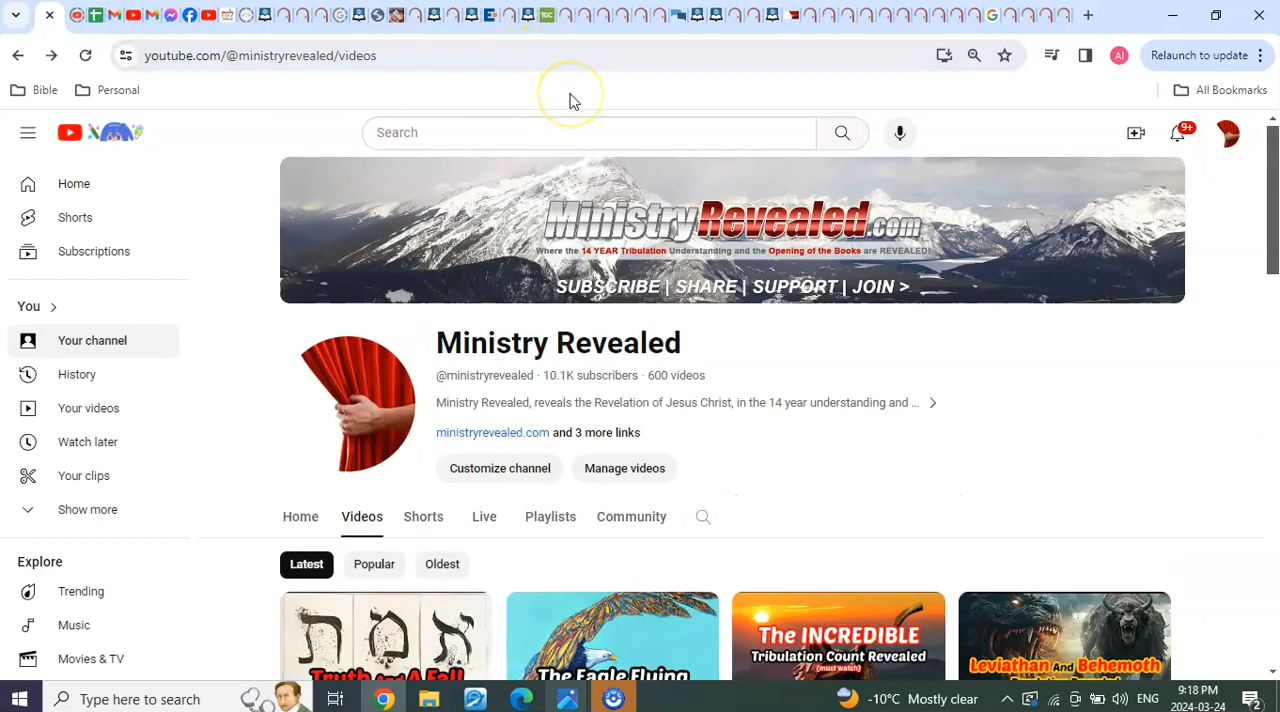 youtube.com/@ministryrevealed/videos
Relaunch to update
Bible
Personal
All Bookmarks
Search
9+
MinistryRevealed.com
Where the 14 YEAR Tribulation Understanding and the Opening of the Books are REVEALED!
SUBSCRIBE | SHARE | SUPPORT | JOIN >
Home
Shorts
Subscriptions
You
Your channel
History
Your videos
Watch later
Your clips
Show more
Explore
Trending
Music
Movies & TV
Ministry Revealed
@ministryrevealed · 10.1K subscribers · 600 videos
Ministry Revealed, reveals the Revelation of Jesus Christ, in the 14 year understanding and ...
ministryrevealed.com and 3 more links
Customize channel
Manage videos
Home
Videos
Shorts
Live
Playlists
Community
Latest
Popular
Oldest
אמת
Truth And A Fall
The Eagle Flying
The INCREDIBLE
Tribulation Count Revealed
(must watch)
Leviathan And Behemoth
Type here to search
-10°C Mostly clear
ENG
9:18 PM
2024-03-24
2